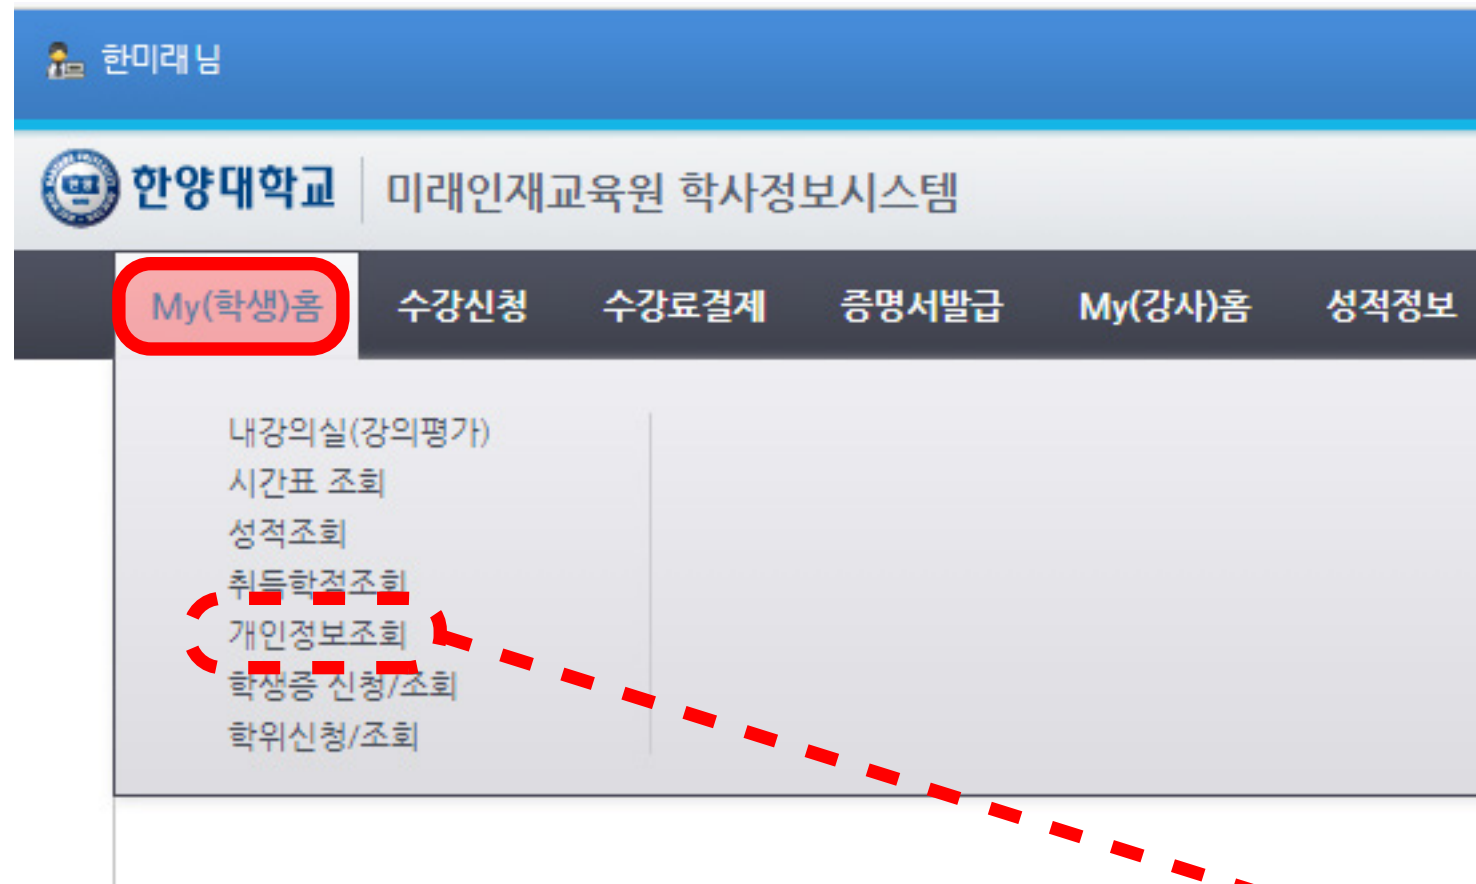 한미래 님
한양대학교 미래인재교육원 학사정보시스템
My(학생)홈 수강신청 수강료결제 증명서발급 My(강사)홈 성적정보
내강의실(강의평가)
시간표 조회
성적조회
취득학점조회
개인정보조회
학생증 신청/조회
학위신청/조회